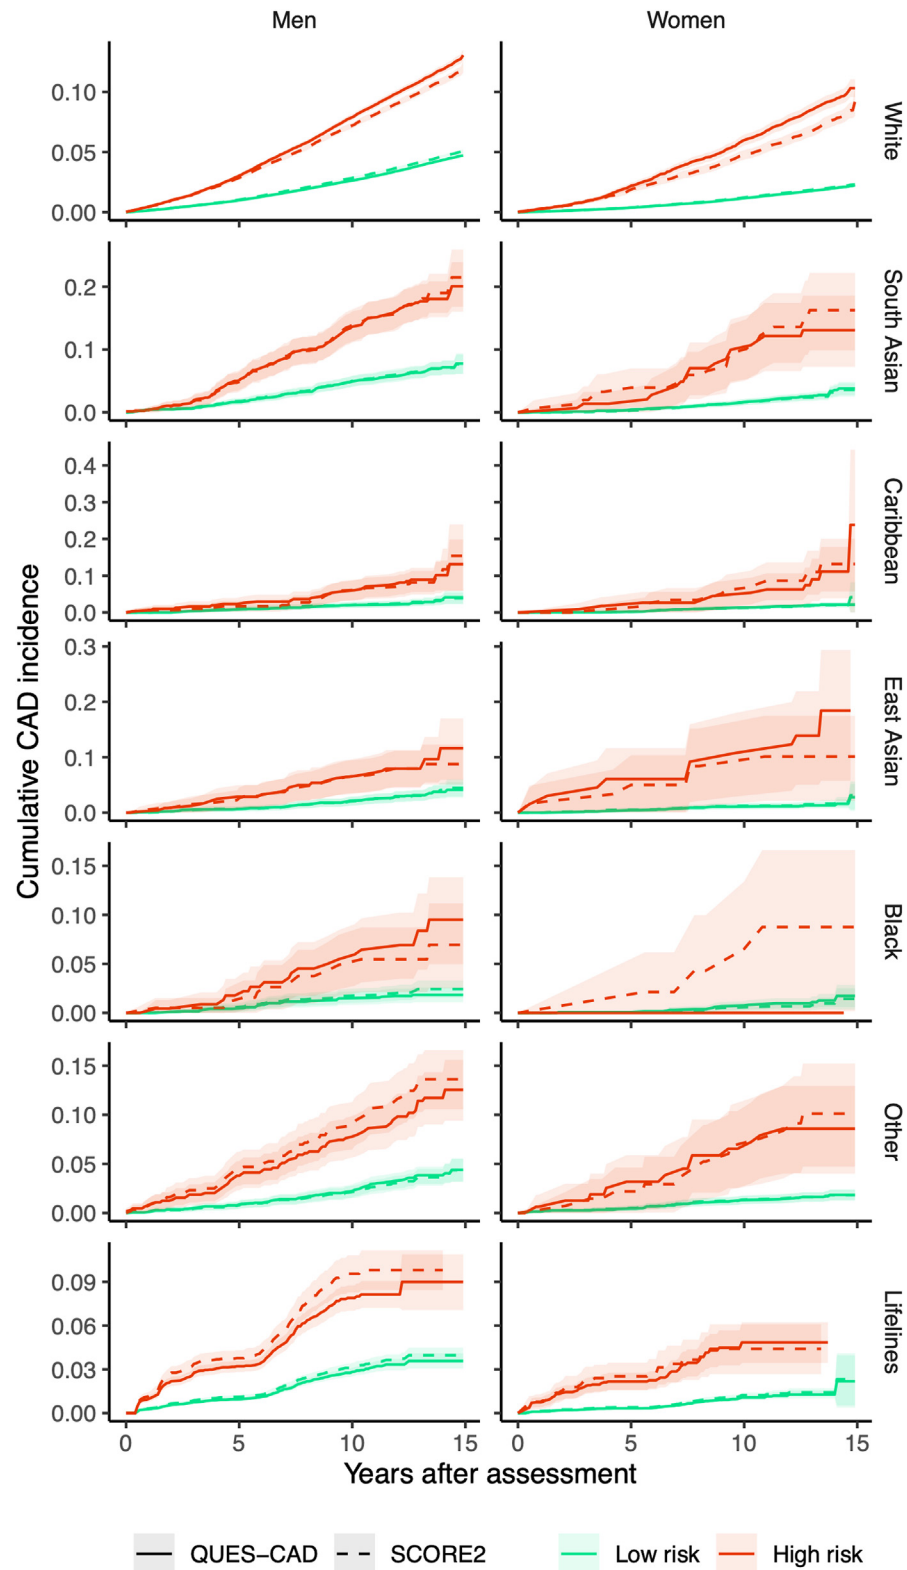 Men Women
0.10
0.05
0.00
White
0.2
0.1
0.0
South Asian
0.4
0.3
0.2
0.1
0.0
Caribbean
0.3
0.2
0.1
0.0
East Asian
0.15
0.10
0.05
0.00
Black
0.15
0.10
0.05
0.00
Other
0.09
0.06
0.03
0.00
Lifelines
Cumulative CAD incidence
0 5 10 15 0 5 10 15
Years after assessment
QUES−CAD SCORE2 Low risk High risk